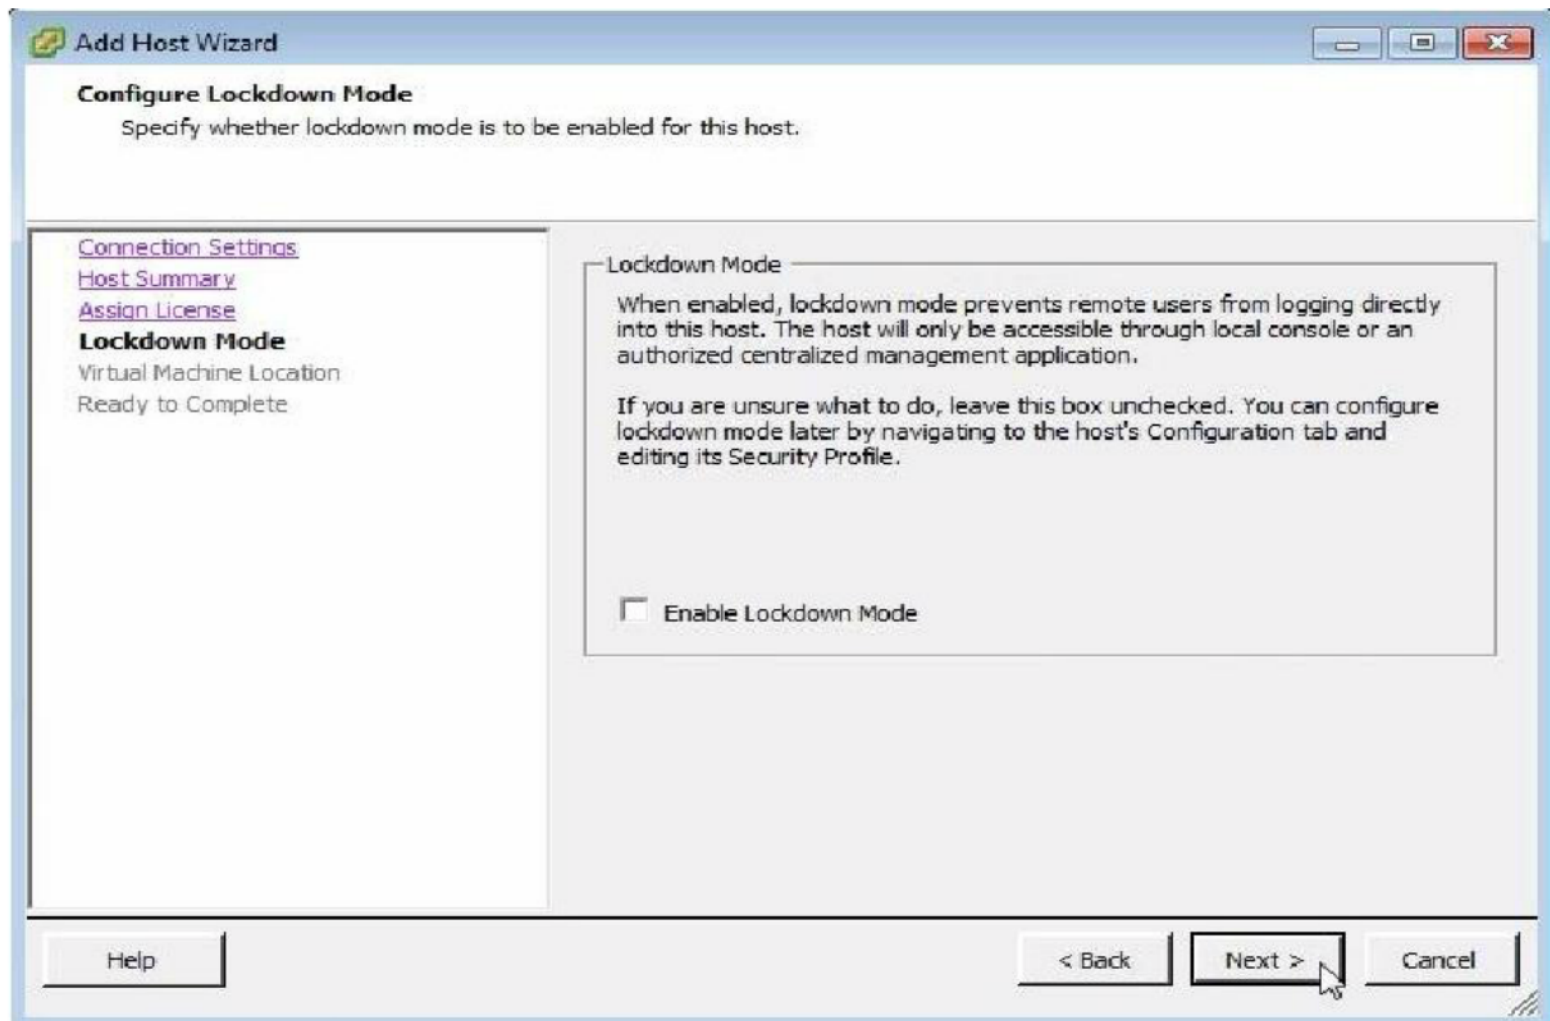 Add Host Wizard
Configure Lockdown Mode
Specify whether lockdown mode is to be enabled for this host.
Connection Settings
Host Summary
Assign License
Lockdown Mode
Virtual Machine Location
Ready to Complete
Lockdown Mode
When enabled, lockdown mode prevents remote users from logging directly
into this host. The host will only be accessible through local console or an
authorized centralized management application.
If you are unsure what to do, leave this box unchecked. You can configure
lockdown mode later by navigating to the host's Configuration tab and
editing its Security Profile.
Enable Lockdown Mode
Help
< Back
Next >
Cancel